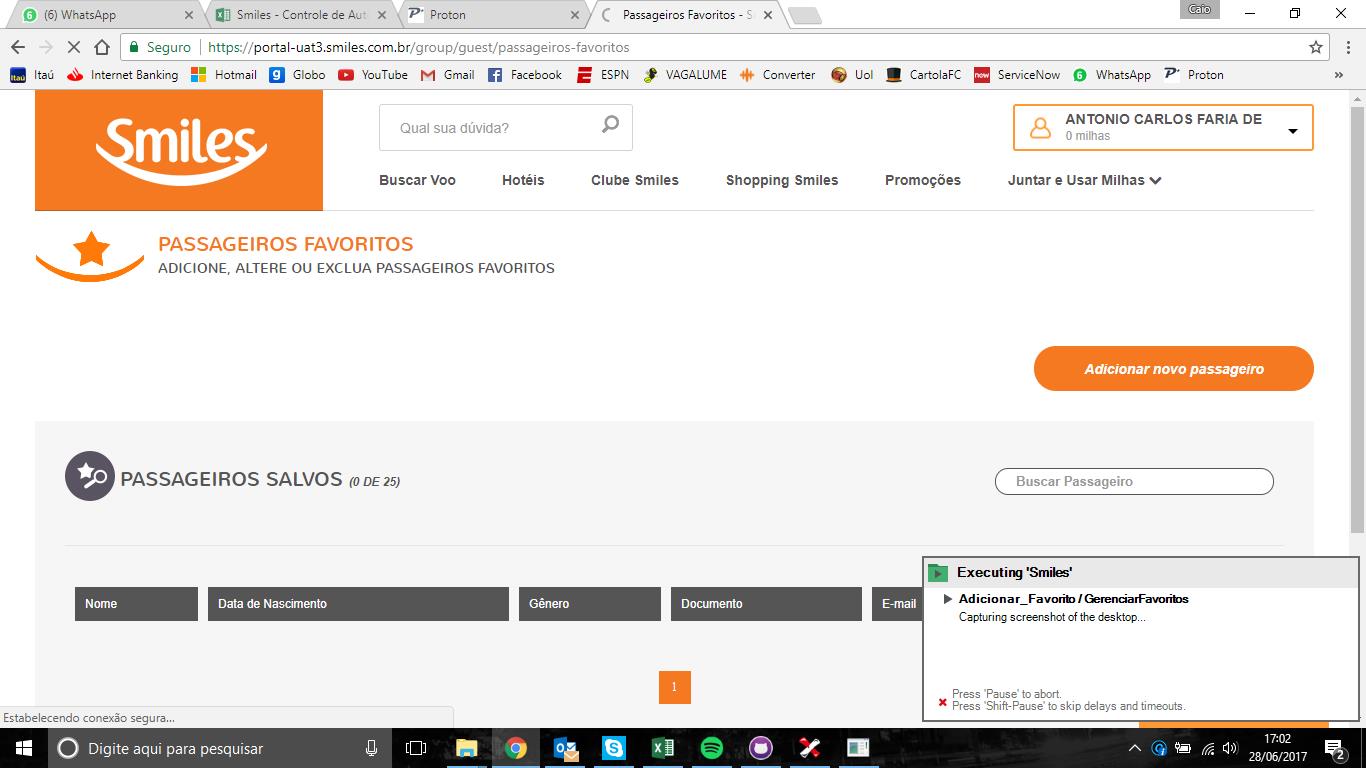 (6) WhatsApp
Smiles - Controle de Aut
Proton
Passageiros Favoritos - S
Caio
Seguro
https://portal-uat3.smiles.com.br/group/guest/passageiros-favoritos
Itaú
Internet Banking
Hotmail
Globo
YouTube
Gmail
Facebook
ESPN
VAGALUME
Converter
Uol
CartolaFC
ServiceNow
WhatsApp
Proton
Smiles
Qual sua dúvida?
ANTONIO CARLOS FARIA DE
0 milhas
Buscar Voo
Hotéis
Clube Smiles
Shopping Smiles
Promoções
Juntar e Usar Milhas
PASSAGEIROS FAVORITOS
ADICIONE, ALTERE OU EXCLUA PASSAGEIROS FAVORITOS
Adicionar novo passageiro
PASSAGEIROS SALVOS (0 DE 25)
Buscar Passageiro
Nome
Data de Nascimento
Gênero
Documento
E-mail
1
Executing 'Smiles'
Adicionar_Favorito / GerenciarFavoritos
Capturing screenshot of the desktop...
Press 'Pause' to abort.
Press 'Shift-Pause' to skip delays and timeouts.
Estabelecendo conexão segura...
Digite aqui para pesquisar
17:02
28/06/2017
2